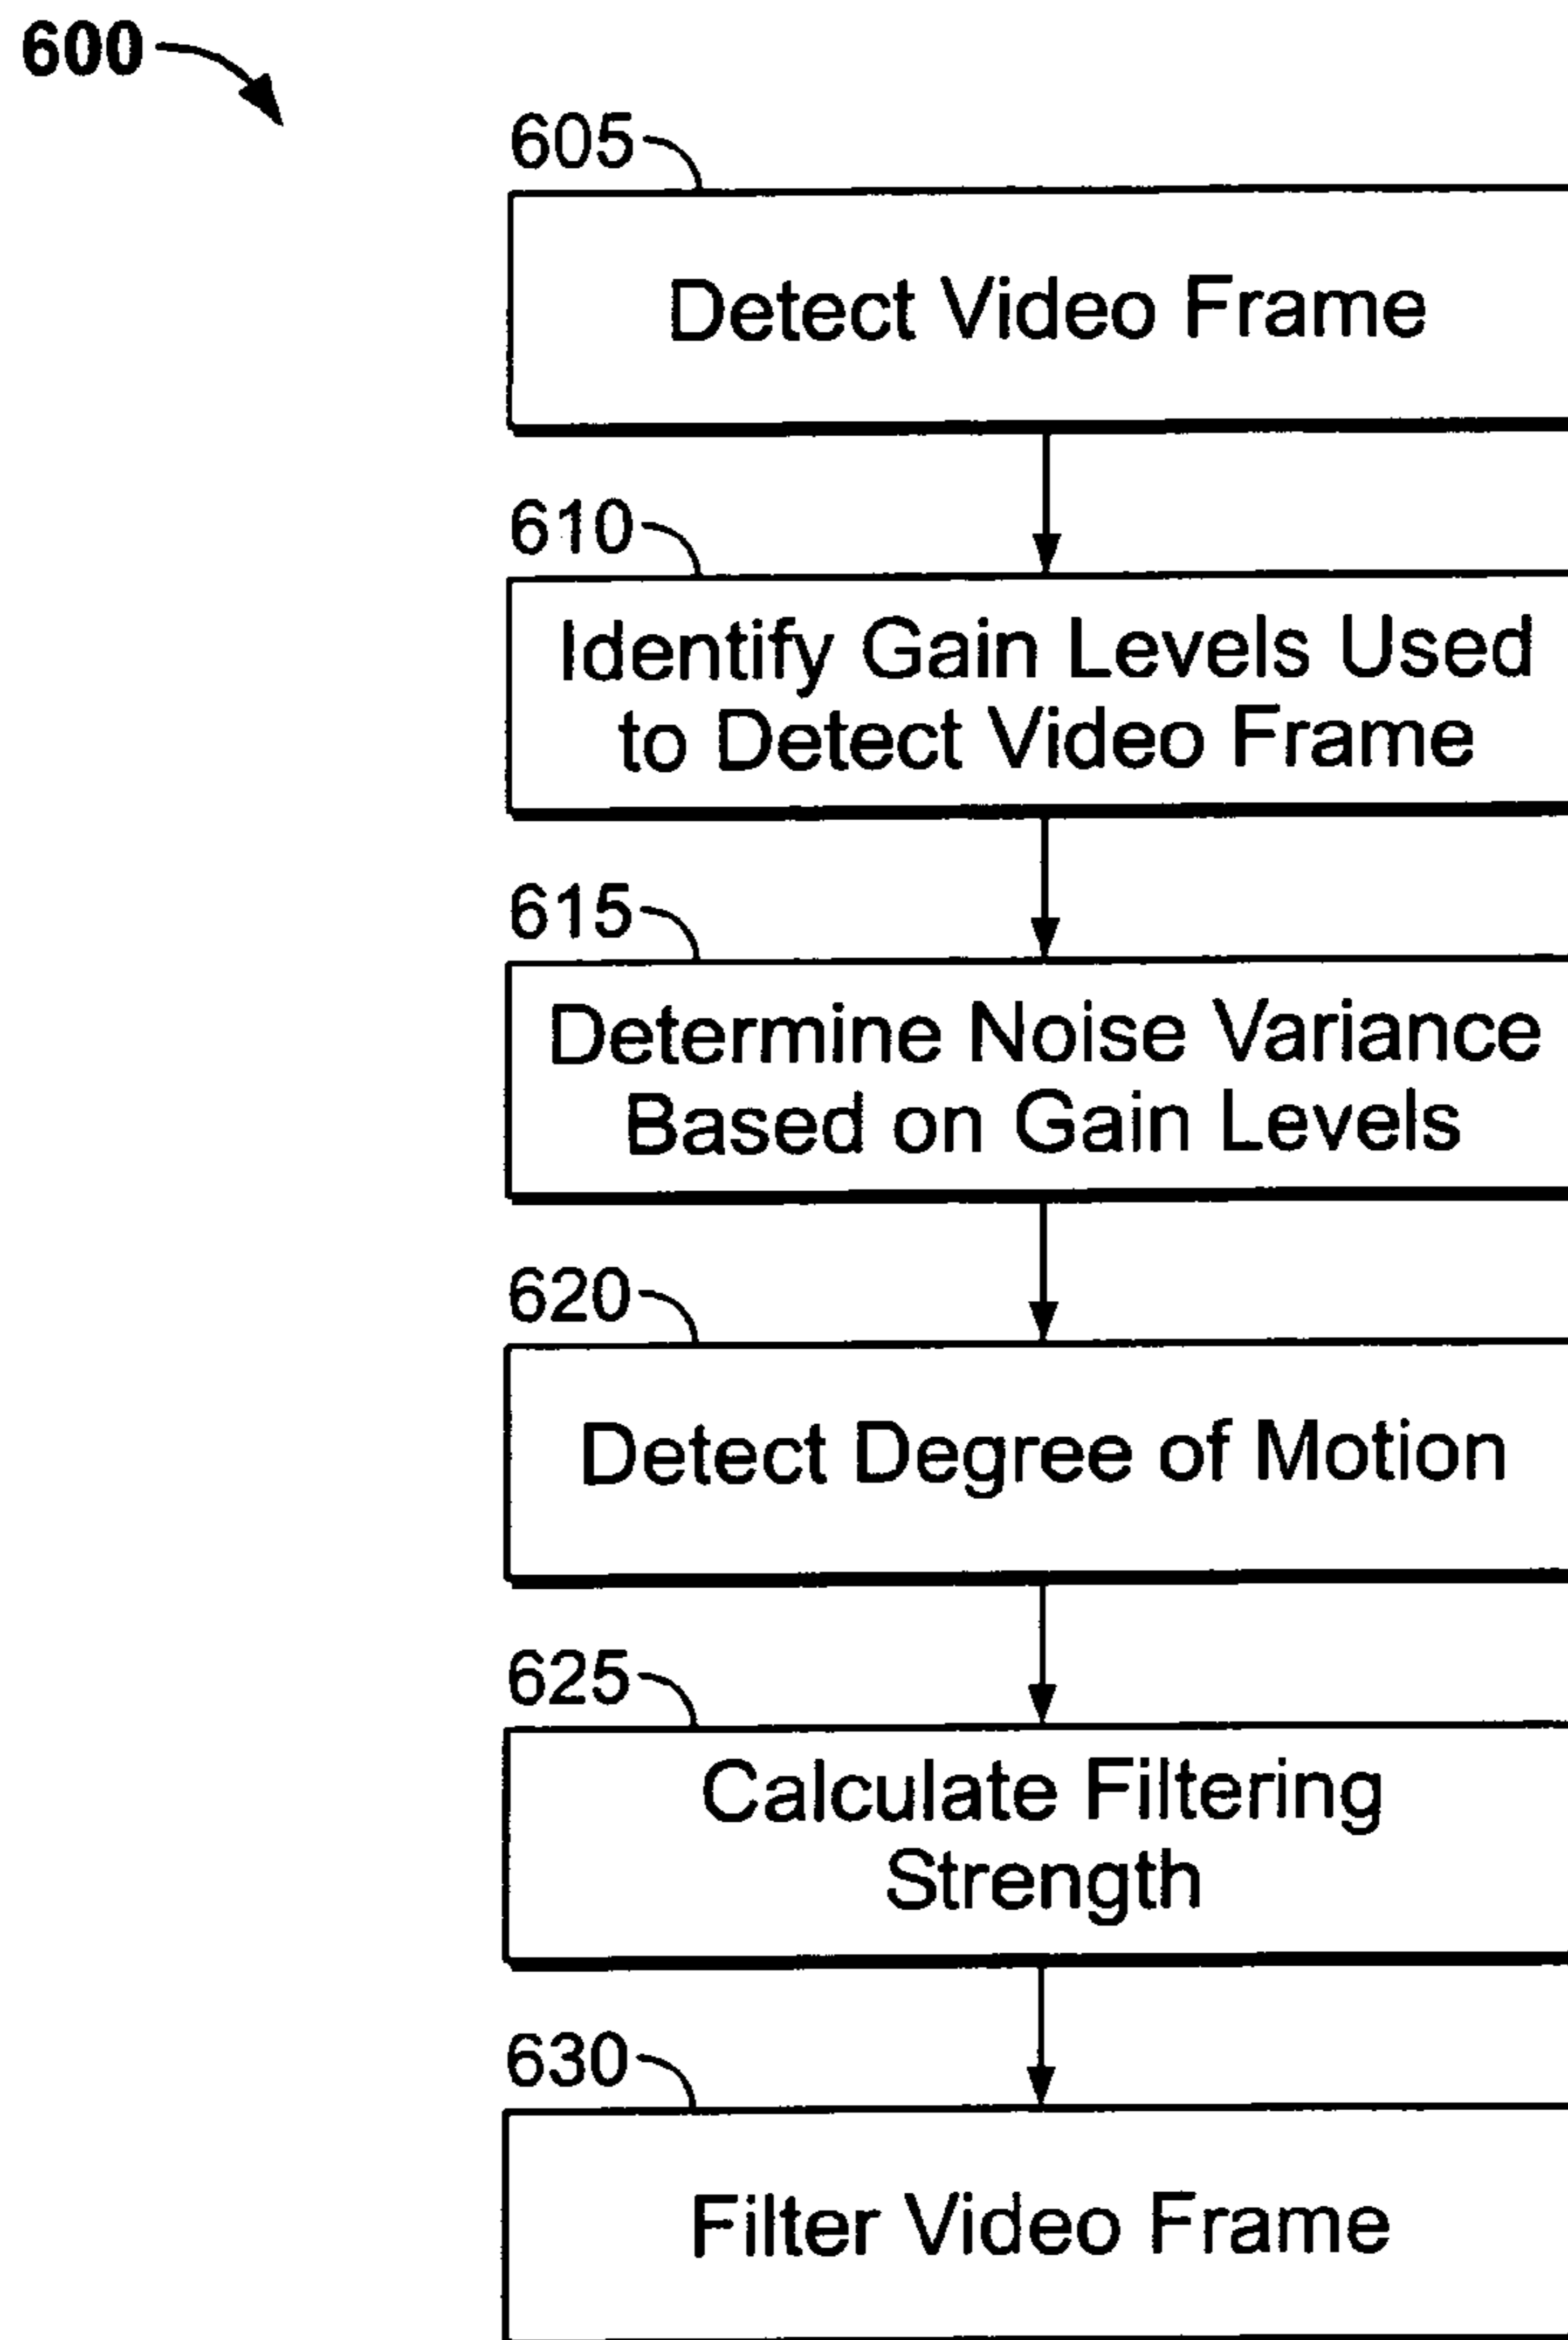 600
605
Detect Video Frame
610
Identify Gain Levels Used
to Detect Video Frame
615
Determine Noise Variance
Based on Gain Levels
620
Detect Degree of Motion
625
Calculate Filtering
Strength
630
Filter Video Frame